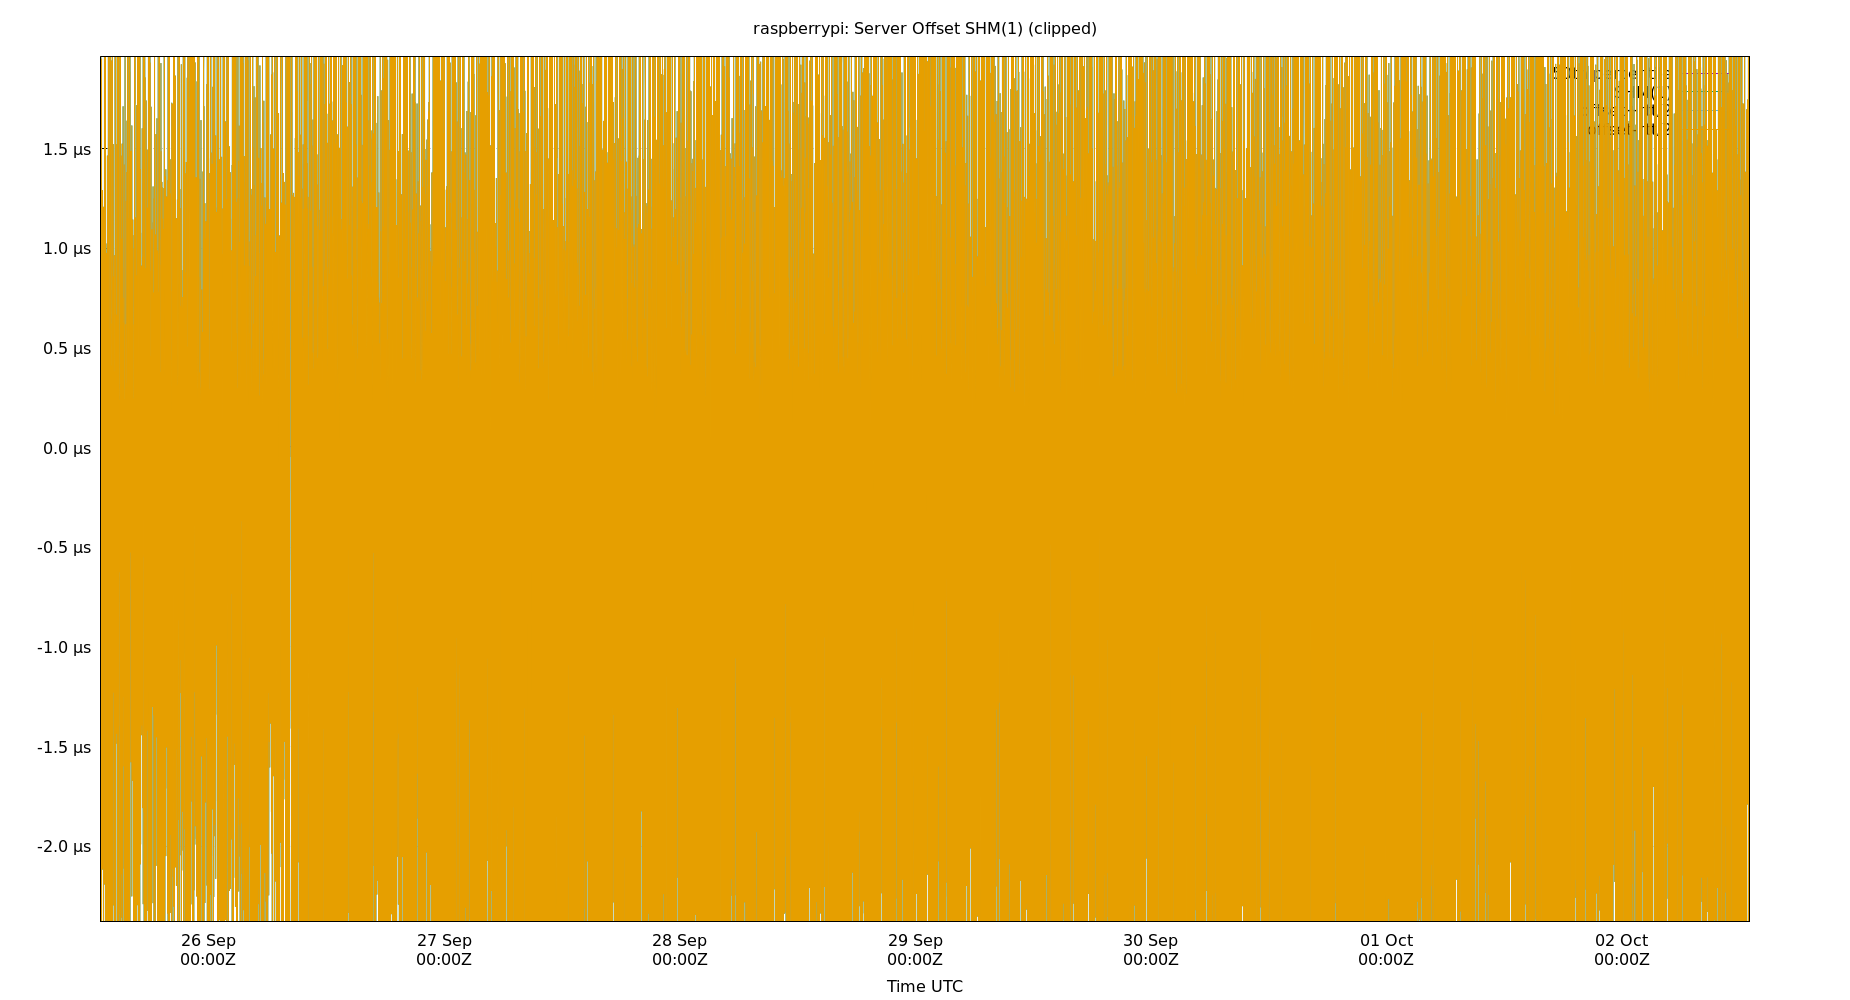 raspberrypi: Server Offset SHM(1) (clipped)
SHM(1)
1.5 µs
1.0 µs
0.5 µs
0.0 µs
-0.5 µs
-1.0 µs
-1.5 µs
-2.0 µs
26 Sep
00:00Z
27 Sep
00:00Z
28 Sep
00:00Z
29 Sep
00:00Z
30 Sep
00:00Z
01 Oct
00:00Z
02 Oct
00:00Z
Time UTC